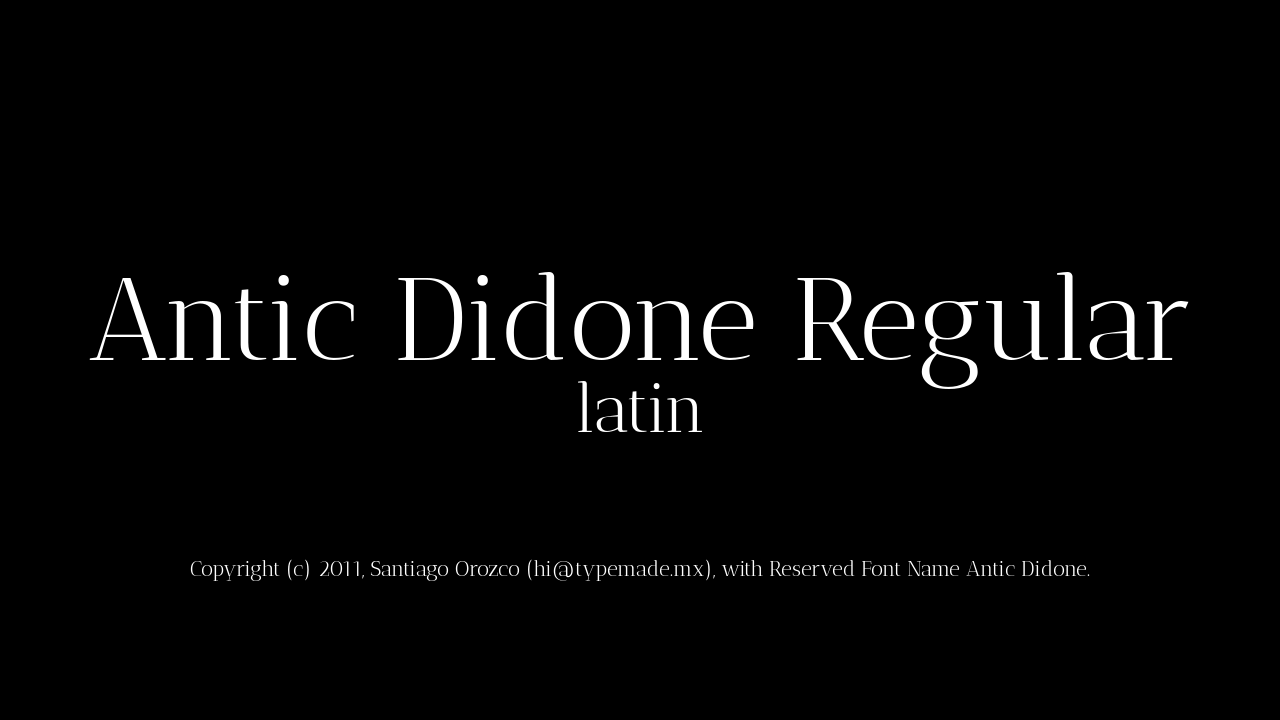 Antic Didone Regular
latin
Copyright (c) 2011, Santiago Orozco (hi@typemade.mx), with Reserved Font Name Antic Didone.